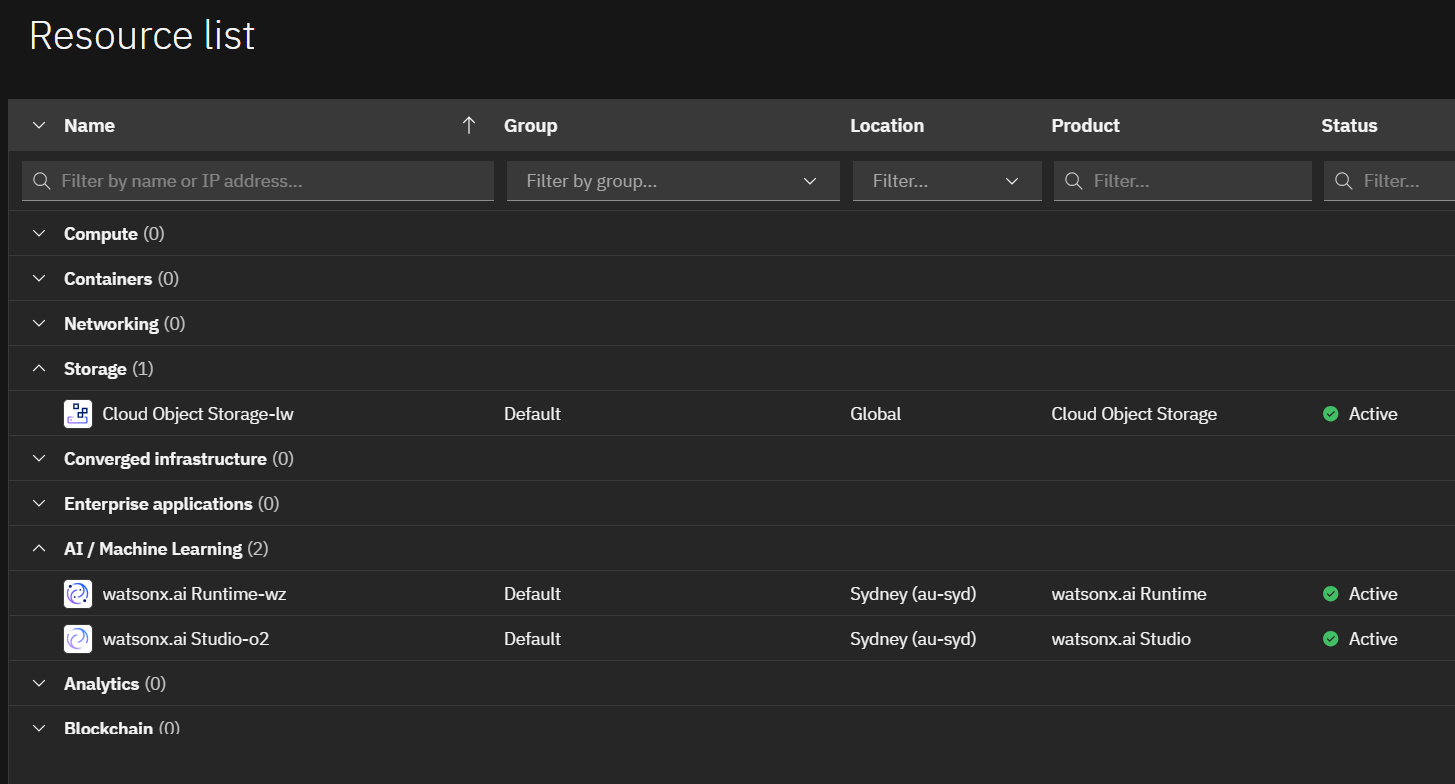 Resource list
Name Group Location Product Status
Filter by name or IP address... Filter by group... Filter... Filter... Filter...
Compute (0)
Containers (0)
Networking (0)
Storage (1)
Cloud Object Storage-lw Default Global Cloud Object Storage Active
Converged infrastructure (0)
Enterprise applications (0)
AI / Machine Learning (2)
watsonx.ai Runtime-wz Default Sydney (au-syd) watsonx.ai Runtime Active
watsonx.ai Studio-o2 Default Sydney (au-syd) watsonx.ai Studio Active
Analytics (0)
Blockchain (0)